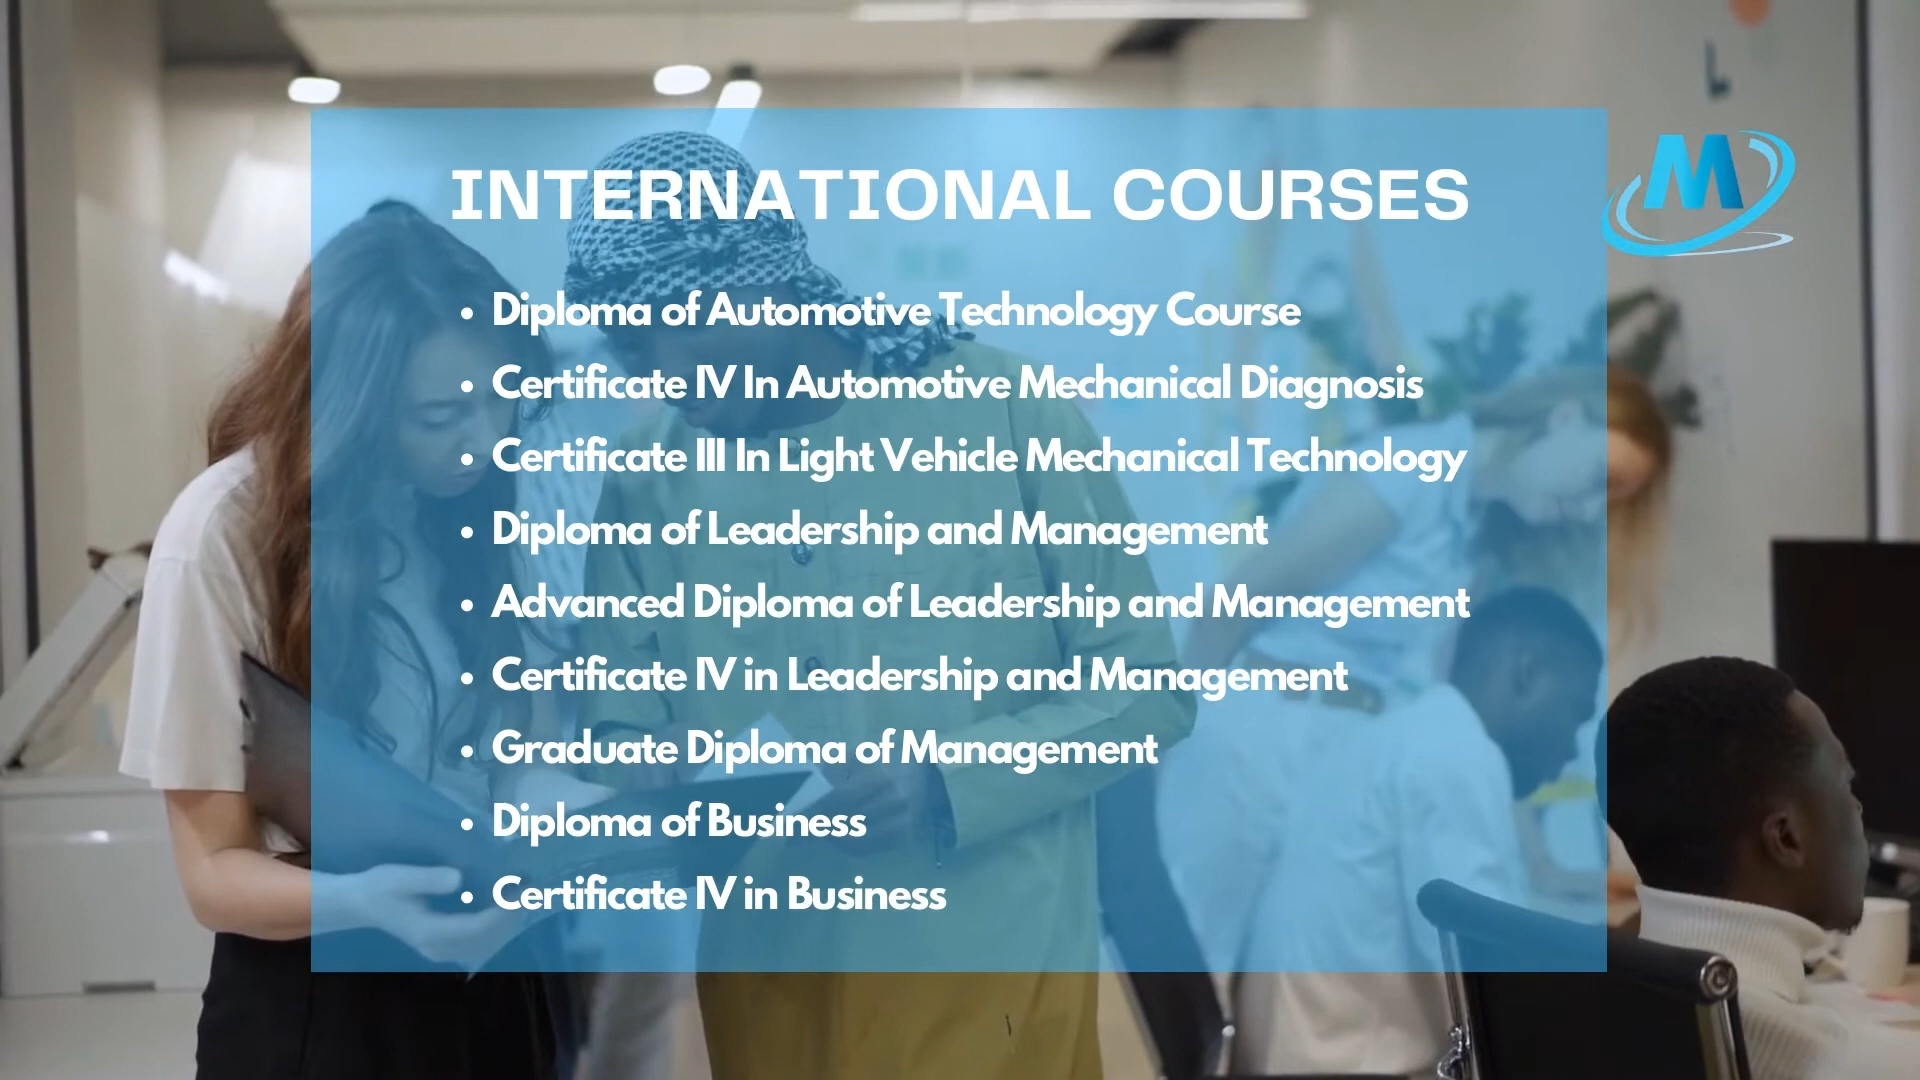 INTERNATIONAL COURSES
M
• Diploma of Automotive Technology Course
• Certificate IV In Automotive Mechanical Diagnosis
• Certificate III In Light Vehicle Mechanical Technology
• Diploma of Leadership and Management
• Advanced Diploma of Leadership and Management
• Certificate IV in Leadership and Management
• Graduate Diploma of Management
• Diploma of Business
• Certificate IV in Business